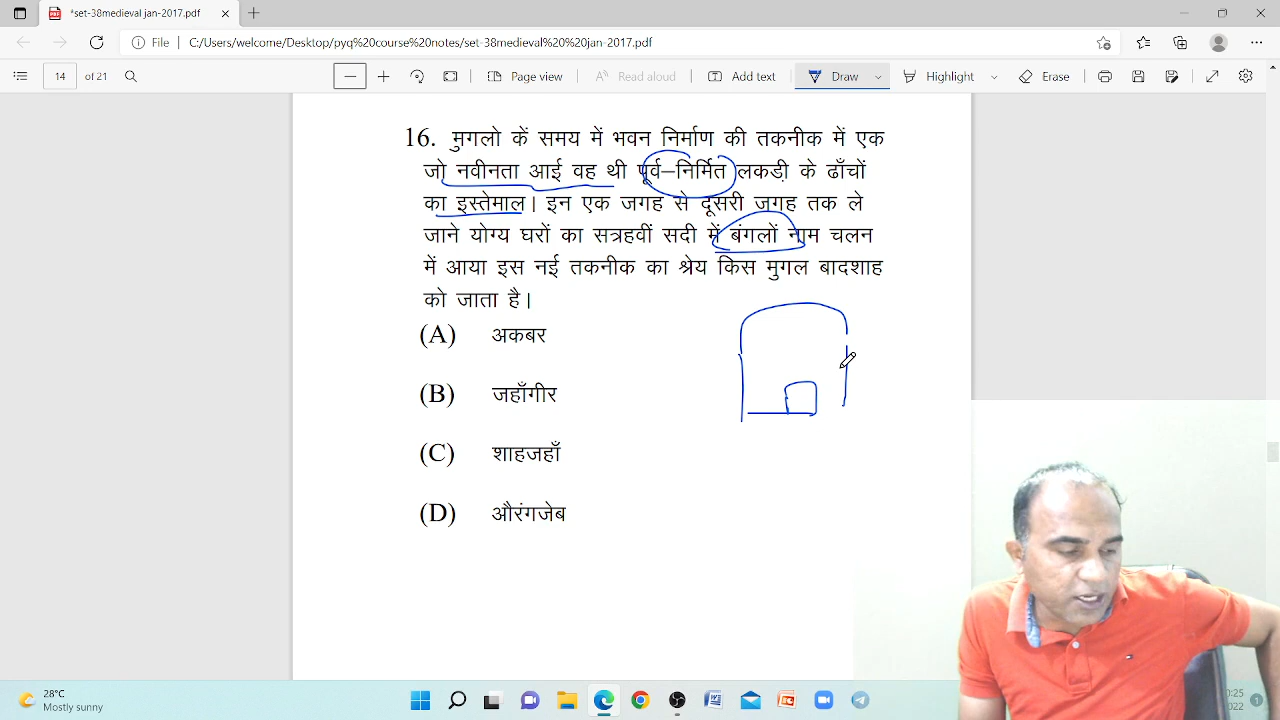 *set-38medieval jan-2017.pdf
File C:/Users/welcome/Desktop/pyq%20course%20notes/set-38medieval%20%20jan-2017.pdf
14 of 21 Page view Read aloud Add text Draw Highlight Erase
16. मुगलो कें समय में भवन निर्माण की तकनीक में एक
जो नवीनता आई वह थी पूर्व–निर्मित लकड़ी के ढाँचों
का इस्तेमाल। इन एक जगह से दूसरी जगह तक ले
जाने योग्य घरों का सत्रहवीं सदी में बंगलों नाम चलन
में आया इस नई तकनीक का श्रेय किस मुगल बादशाह
को जाता है।
(A) अकबर
(B) जहाँगीर
(C) शाहजहाँ
(D) औरंगजेब
28°C
Mostly sunny